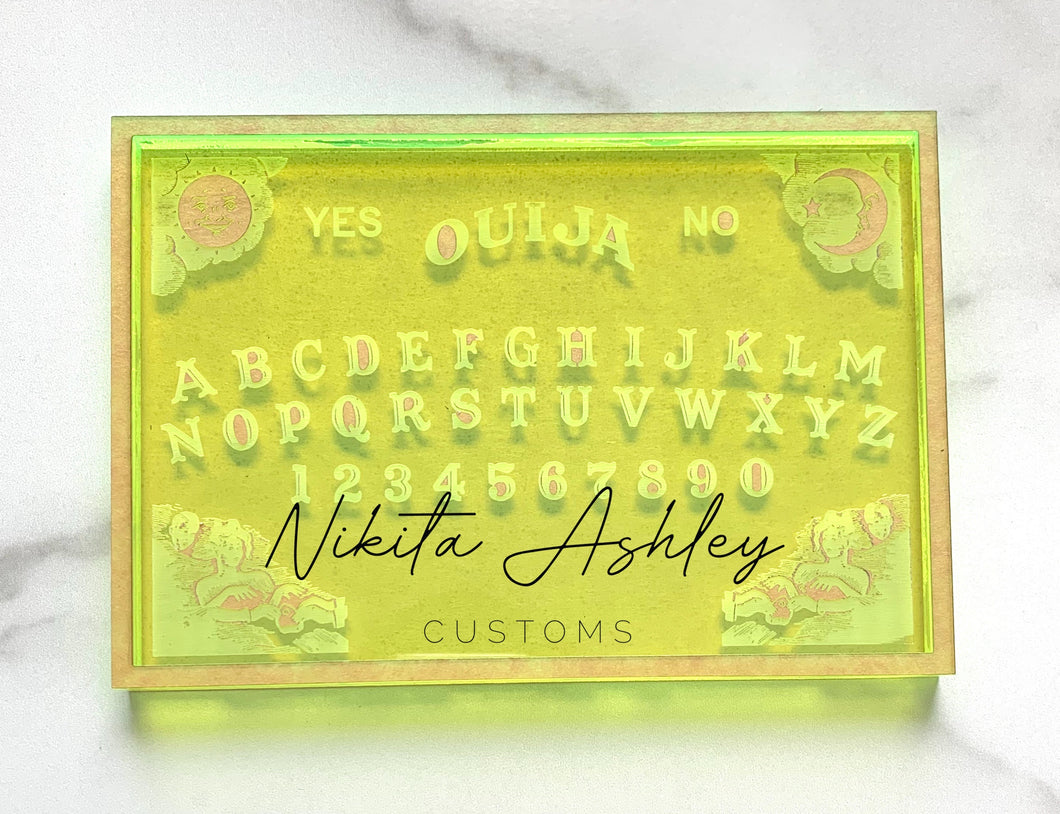 YES OUIJA NO
A B C D E F G H I J K L M
N O P Q R S T U V W X Y Z
1 2 3 4 5 6 7 8 9 0
Nikita Ashley
CUSTOMS